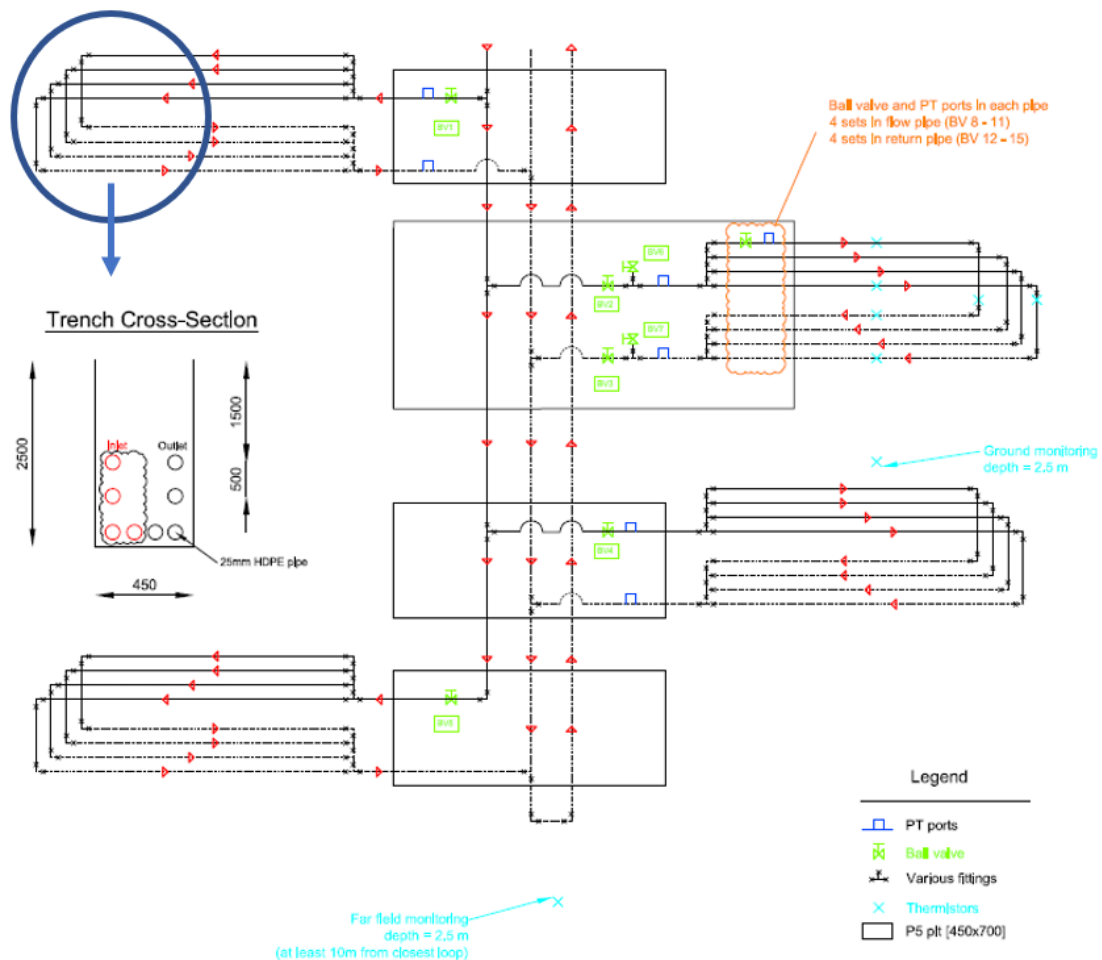 BV1
Ball valve and PT ports in each pipe
4 sets in flow pipe (BV 8 - 11)
4 sets in return pipe (BV 12 - 15)
BV6
BV2
BV7
BV3
Trench Cross-Section
2500
1500
500
Inlet
Outlet
25mm HDPE pipe
450
Ground monitoring
depth = 2.5 m
BV4
BV5
Legend
PT ports
Ball valve
Various fittings
Thermistors
P5 pit [450x700]
Far field monitoring
depth = 2.5 m
(at least 10m from closest loop)